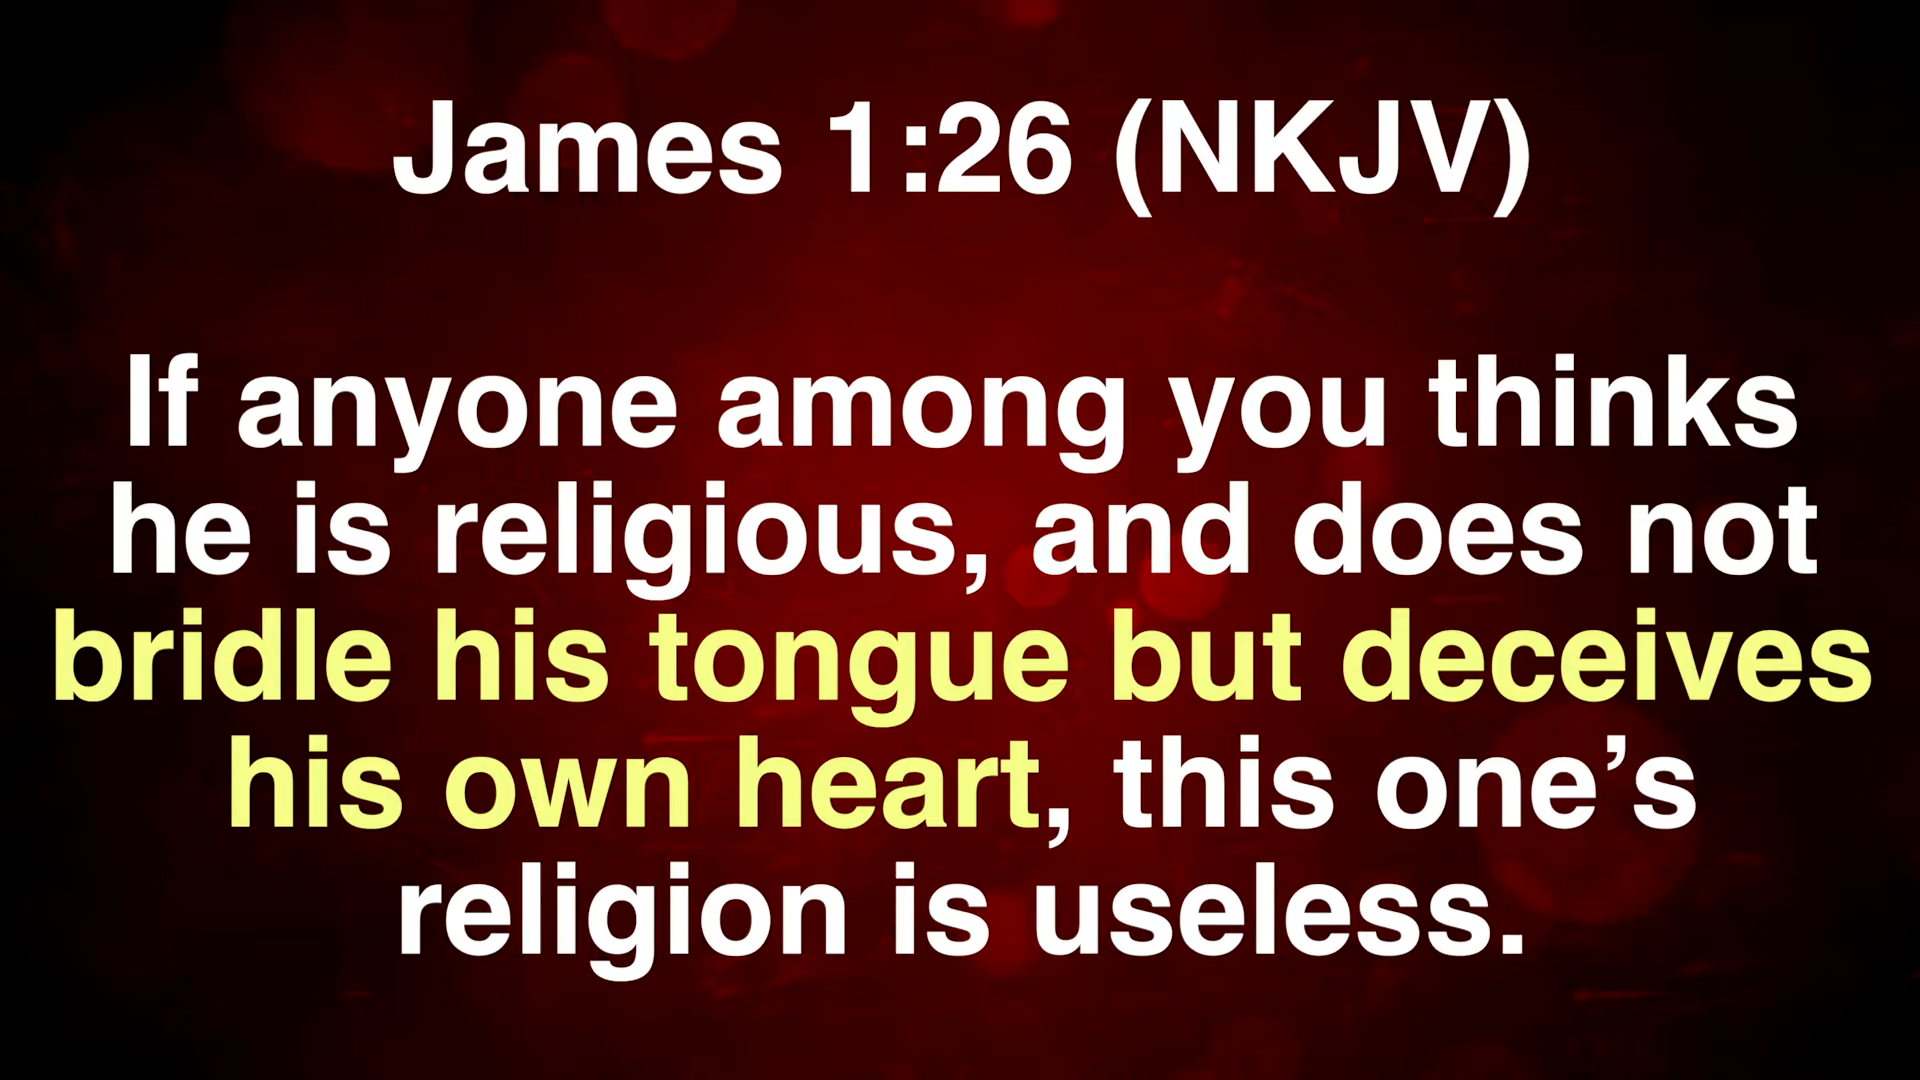 James 1:26 (NKJV)
If anyone among you thinks
he is religious, and does not
bridle his tongue but deceives
his own heart, this one’s
religion is useless.